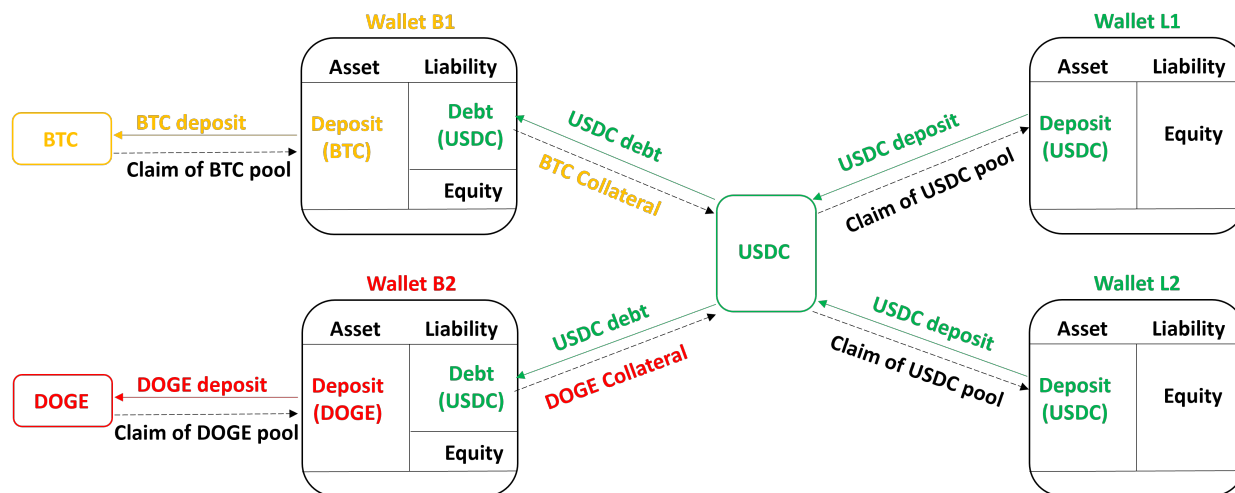 Wallet B1
Wallet L1
Asset
Liability
Asset
Liability
BTC
BTC deposit
Claim of BTC pool
Deposit
(BTC)
Debt
(USDC)
Equity
USDC debt
BTC Collateral
USDC deposit
Claim of USDC pool
Deposit
(USDC)
Equity
USDC
Wallet B2
Wallet L2
Asset
Liability
Asset
Liability
DOGE
DOGE deposit
Claim of DOGE pool
Deposit
(DOGE)
Debt
(USDC)
Equity
USDC debt
DOGE Collateral
USDC deposit
Claim of USDC pool
Deposit
(USDC)
Equity